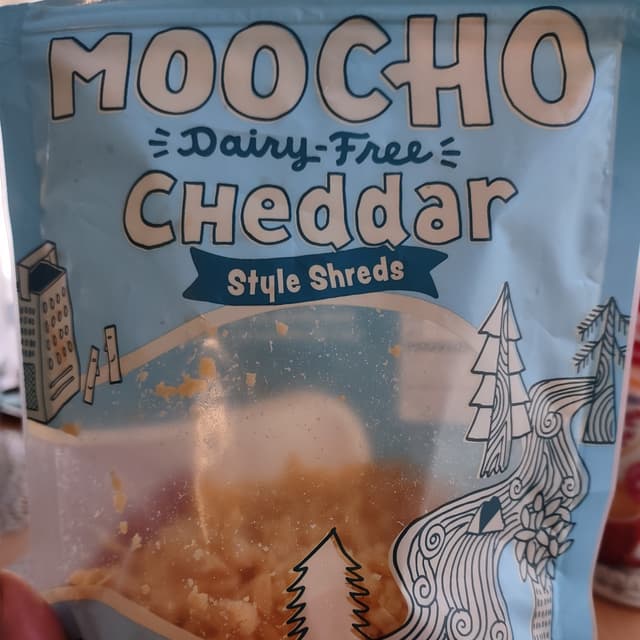 MOOCHO
Dairy-Free
CHeddar
Style Shreds